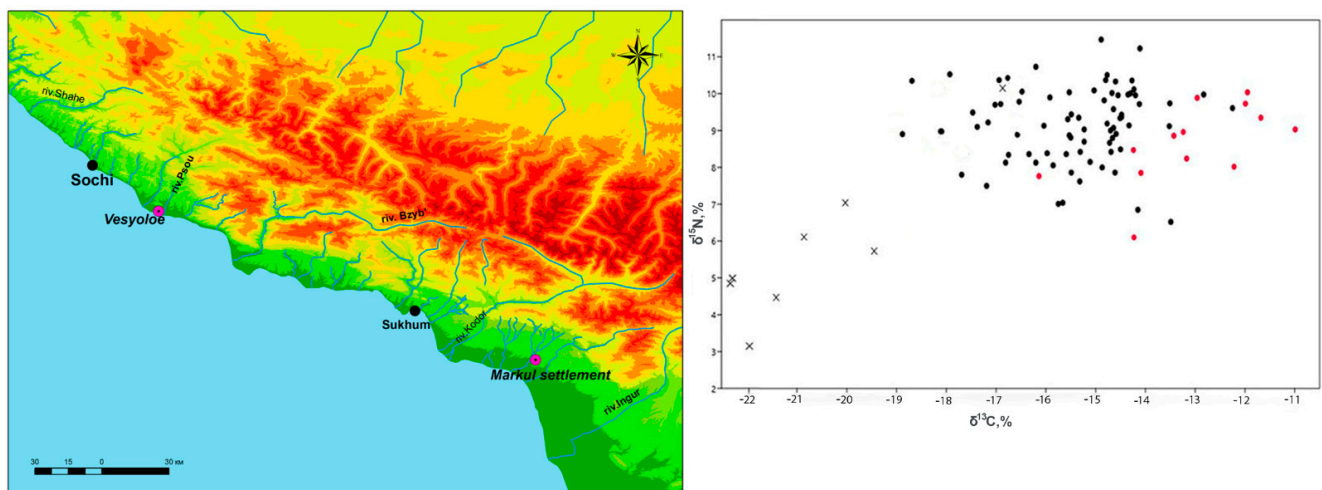 N
W
E
S
riv.Shahe
Sochi
riv.Psou
Vesyoloe
riv. Bzyb'
Sukhum
riv.Kodor
Markul settlement
riv.Ingur
30 15 0 30 км
δ¹⁵N,%
11
10
9
8
7
6
5
4
3
2
-22 -21 -20 -19 -18 -17 -16 -15 -14 -13 -12 -11
δ¹³C,%